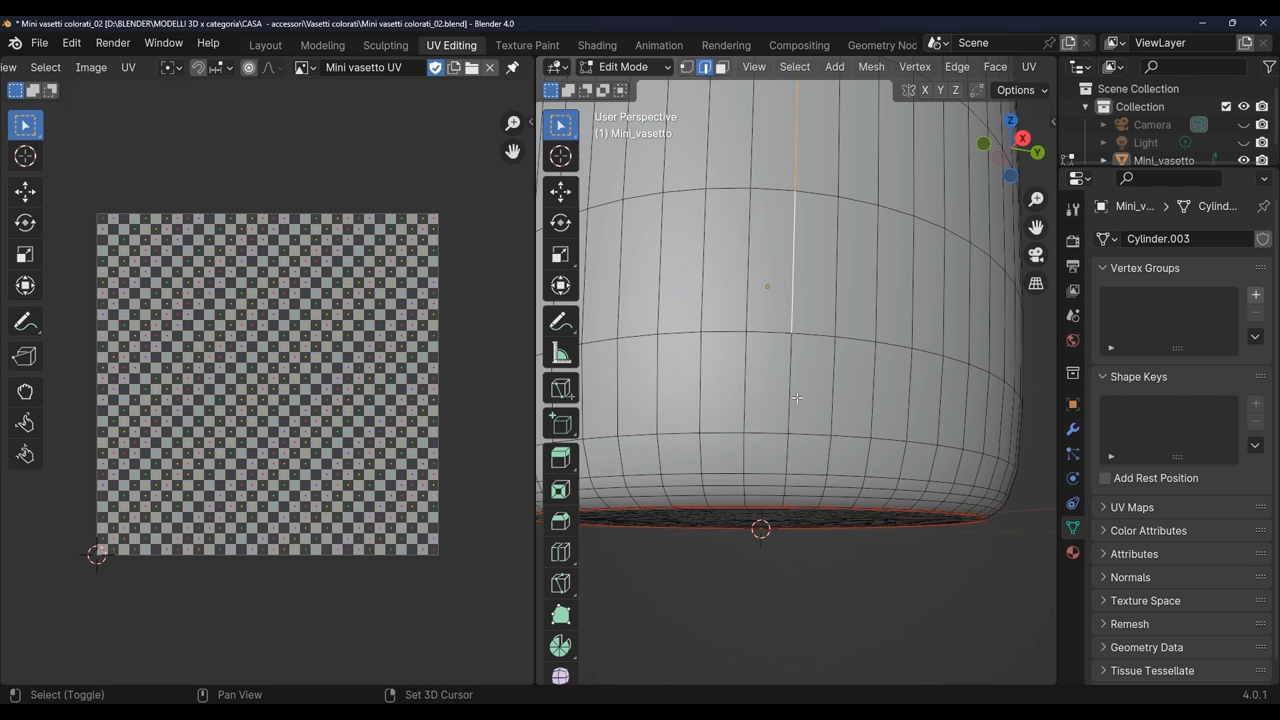 * Mini vasetti colorati_02 [D:\BLENDER\MODELLI 3D x categoria\CASA - accessori\Vasetti colorati\Mini vasetti colorati_02.blend] - Blender 4.0
File Edit Render Window Help Layout Modeling Sculpting UV Editing Texture Paint Shading Animation Rendering Compositing Geometry Noc Scene ViewLayer
ew Select Image UV Mini vasetto UV Edit Mode View Select Add Mesh Vertex Edge Face UV
X Y Z Options
Scene Collection
Collection
Camera
Light
Mini_vasetto
User Perspective
(1) Mini_vasetto
Z
X
Y
Mini_v... Cylind...
Cylinder.003
Vertex Groups
Shape Keys
Add Rest Position
UV Maps
Color Attributes
Attributes
Normals
Texture Space
Remesh
Geometry Data
Tissue Tessellate
Select (Toggle) Pan View Set 3D Cursor 4.0.1